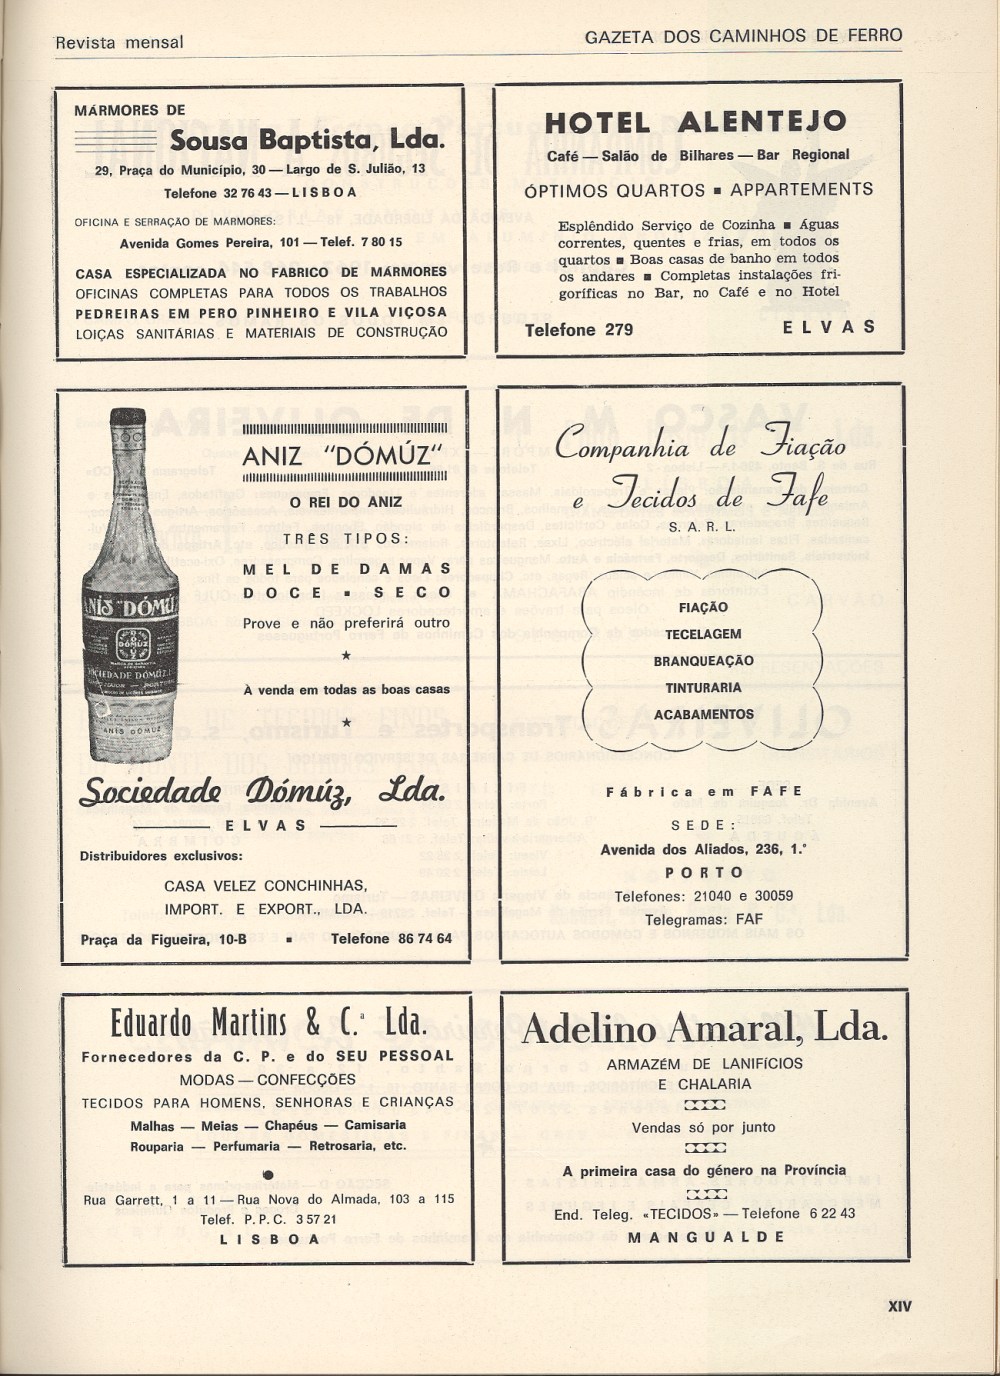 Revista mensal
GAZETA DOS CAMINHOS DE FERRO
MÁRMORES DE
Sousa Baptista, Lda.
29, Praça do Município, 30 — Largo de S. Julião, 13
Telefone 32 76 43 — LISBOA
OFICINA E SERRAÇÃO DE MÁRMORES:
Avenida Gomes Pereira, 101 — Telef. 7 80 15
CASA ESPECIALIZADA NO FABRICO DE MÁRMORES
OFICINAS COMPLETAS PARA TODOS OS TRABALHOS
PEDREIRAS EM PERO PINHEIRO E VILA VIÇOSA
LOIÇAS SANITÁRIAS E MATERIAIS DE CONSTRUÇÃO
HOTEL ALENTEJO
Café — Salão de Bilhares — Bar Regional
ÓPTIMOS QUARTOS ▪ APPARTEMENTS
Esplêndido Serviço de Cozinha ▪ Águas
correntes, quentes e frias, em todos os
quartos ▪ Boas casas de banho em todos
os andares ▪ Completas instalações fri-
goríficas no Bar, no Café e no Hotel
Telefone 279 ELVAS
ANIZ "DÓMÚZ"
O REI DO ANIZ
TRÊS TIPOS:
MEL DE DAMAS
DOCE ▪ SECO
Prove e não preferirá outro
★
À venda em todas as boas casas
★
ANIS DÓMÚZ
DÓMÚZ
SOCIEDADE DÓMÚZ, L.
ANIS DÓMÚZ
Sociedade Dómúz, Lda.
ELVAS
Distribuidores exclusivos:
CASA VELEZ CONCHINHAS,
IMPORT. E EXPORT., LDA.
Praça da Figueira, 10-B ▪ Telefone 86 74 64
Companhia de Fiação
e Tecidos de Fafe
S. A. R. L.
FIAÇÃO
TECELAGEM
BRANQUEAÇÃO
TINTURARIA
ACABAMENTOS
Fábrica em FAFE
SEDE:
Avenida dos Aliados, 236, 1.°
PORTO
Telefones: 21040 e 30059
Telegramas: FAF
Eduardo Martins & C.ª Lda.
Fornecedores da C. P. e do SEU PESSOAL
MODAS — CONFECÇÕES
TECIDOS PARA HOMENS, SENHORAS E CRIANÇAS
Malhas — Meias — Chapéus — Camisaria
Rouparia — Perfumaria — Retrosaria, etc.
●
Rua Garrett, 1 a 11 — Rua Nova do Almada, 103 a 115
Telef. P. P. C. 3 57 21
LISBOA
Adelino Amaral, Lda.
ARMAZÉM DE LANIFÍCIOS
E CHALARIA
Vendas só por junto
A primeira casa do género na Província
End. Teleg. «TECIDOS» — Telefone 6 22 43
MANGUALDE
XIV